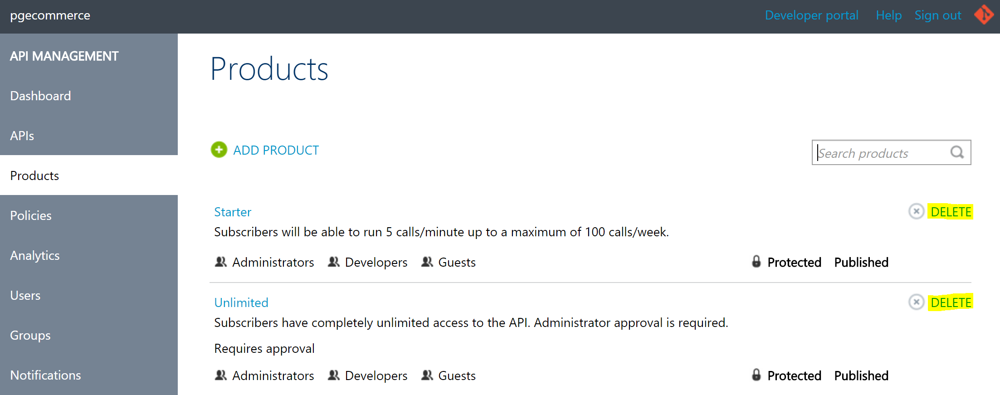 pgecommerce
Developer portal Help Sign out
API MANAGEMENT
Dashboard
APIs
Products
Policies
Analytics
Users
Groups
Notifications
Products
ADD PRODUCT
Search products
Starter
DELETE
Subscribers will be able to run 5 calls/minute up to a maximum of 100 calls/week.
Administrators Developers Guests
Protected Published
Unlimited
DELETE
Subscribers have completely unlimited access to the API. Administrator approval is required.
Requires approval
Administrators Developers Guests
Protected Published